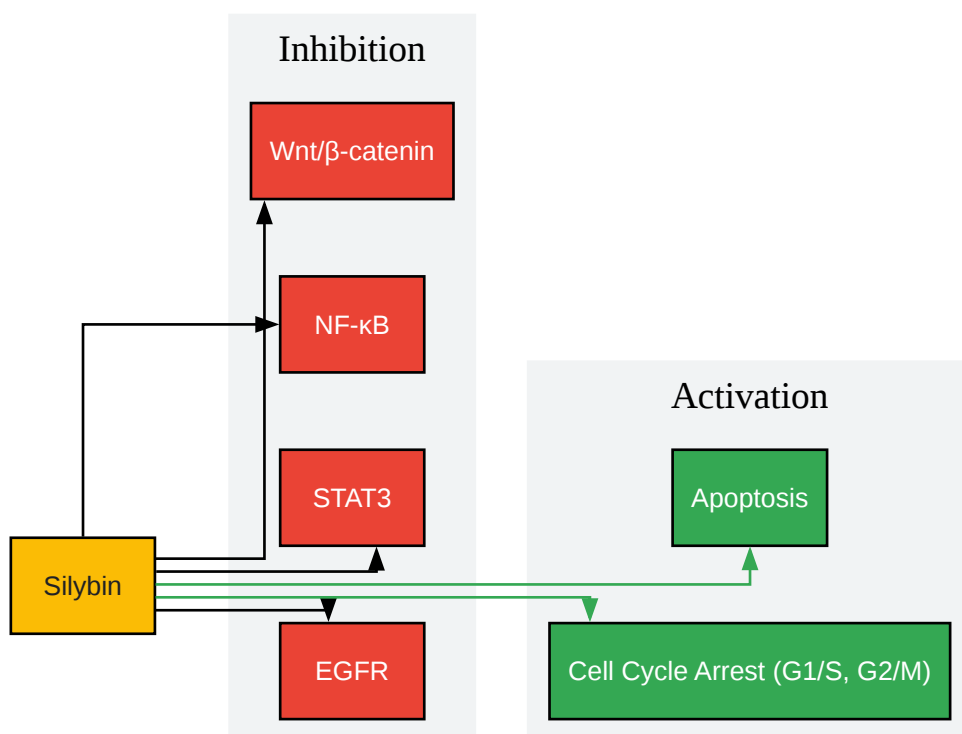 Inhibition
Wnt/β-catenin
NF-κB
STAT3
EGFR
Silybin
Activation
Apoptosis
Cell Cycle Arrest (G1/S, G2/M)